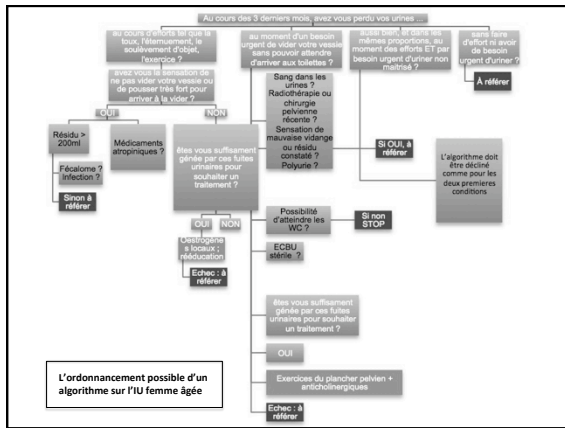 Au cours des 3 derniers mois, avez vous perdu vos urines ...
au cours d'efforts tel que la
toux, l'éternuement, le
soulèvement d'objet,
l'exercice ?
avez vous la sensation de
ne pas vider votre vessie ou
de pousser très fort pour
arriver à la vider ?
OUI
NON
Résidu >
200ml
Fécalome ?
Infection ?
Sinon à
référer
Médicaments
atropiniques ?
êtes vous suffisament
génée par ces fuites
urinaires pour
souhaiter un
traitement ?
OUI
NON
Oestrogène
s locaux ;
rééducation
Echec : à
référer
au moment d'un besoin
urgent de vider votre vessie
sans pouvoir attendre
d'arriver aux toilettes ?
Sang dans les
urines ?
Radiothérapie ou
chirurgie
pelvienne
récente ?
Sensation de
mauvaise vidange
ou résidu
constaté ?
Polyurie ?
Si OUI, à
référer
Possibilité
d'atteindre les
WC ?
Si non
STOP
ECBU
stérile ?
êtes vous suffisament
génée par ces fuites
urinaires pour souhaiter
un traitement ?
OUI
Exercices du plancher pelvien +
anticholinergiques
Echec : à
référer
aussi bien, et dans les
mêmes proportions, au
moment des efforts ET par
besoin urgent d'uriner non
maitrisé ?
L'algorithme doit
être décliné
comme pour les
deux premieres
conditions
sans faire
d'effort ni avoir de
besoin
urgent d'uriner ?
À référer
L'ordonnancement possible d'un
algorithme sur l'IU femme âgée